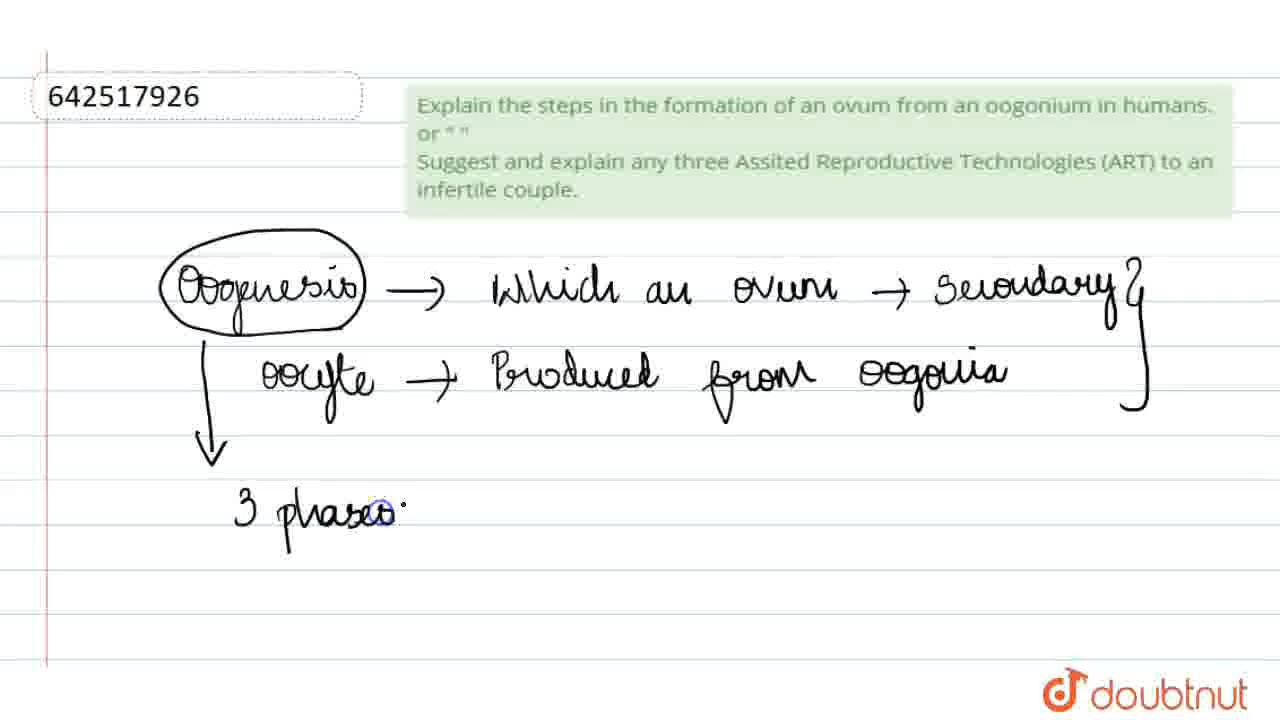 642517926
Explain the steps in the formation of an ovum from an oogonium in humans.
or " "
Suggest and explain any three Assited Reproductive Technologies (ART) to an
infertile couple.
Oogenesis → Which an ovum → secondary }
oocyte → Produced from oogonia
3 phases
doubtnut